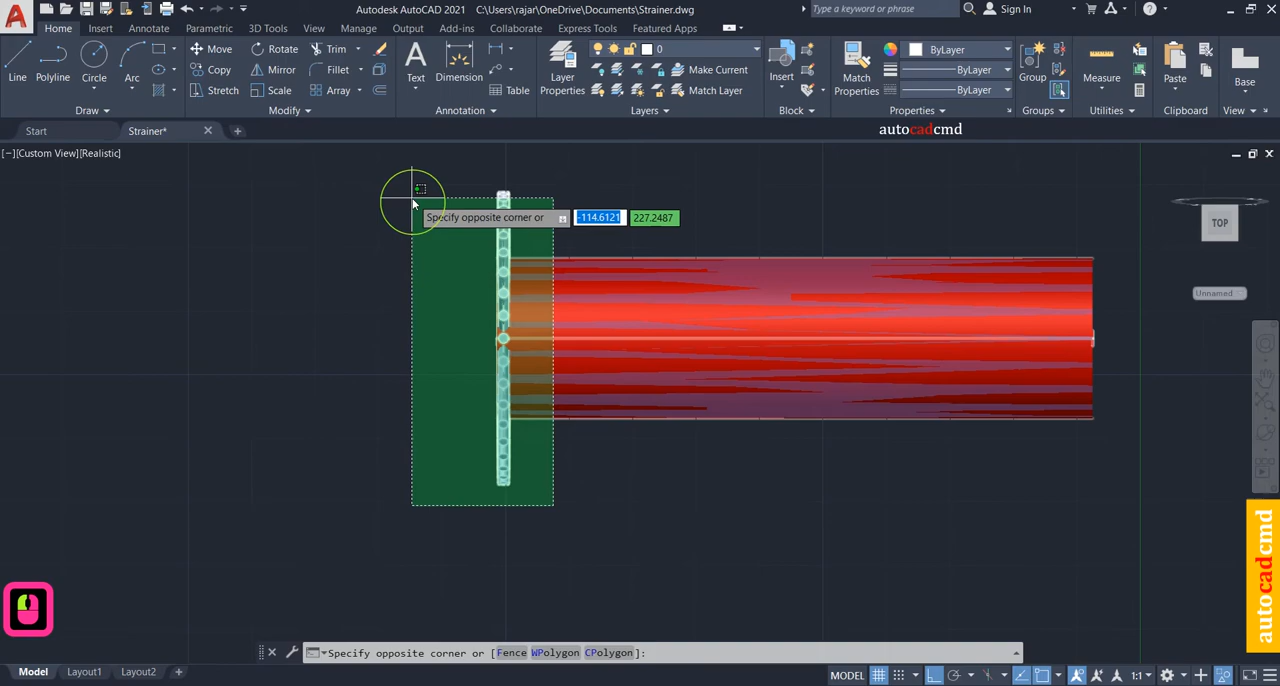 Autodesk AutoCAD 2021 C:\Users\rajar\OneDrive\Documents\Strainer.dwg
Type a keyword or phrase
Sign In
Home Insert Annotate Parametric 3D Tools View Manage Output Add-ins Collaborate Express Tools Featured Apps
Line Polyline Circle Arc
Move Rotate Trim
Copy Mirror Fillet
Stretch Scale Array
Text Dimension Table
Layer Properties
0
Make Current
Match Layer
Insert
Match Properties
ByLayer
ByLayer
ByLayer
Group Measure Paste Base
Draw Modify Annotation Layers Block Properties Groups Utilities Clipboard View
Start Strainer*
autocadcmd
[−][Custom View][Realistic]
TOP
Specify opposite corner or -114.6121 227.2487
Unnamed
autocadcmd
Specify opposite corner or [Fence WPolygon CPolygon]:
Model Layout1 Layout2 +
MODEL 1:1